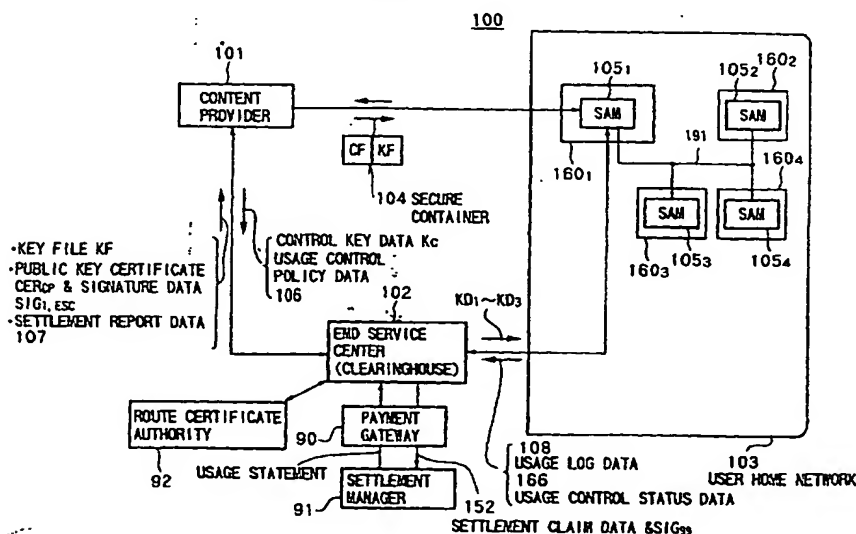 100
101
CONTENT
PROVIDER
CF KF
104 SECURE
CONTAINER
105₁
SAM
160₁
105₂
160₂
SAM
191
160₄
SAM
160₃
105₃
SAM
105₄
•KEY FILE KF
•PUBLIC KEY CERTIFICATE
CERCP & SIGNATURE DATA
SIG1,ESC
•SETTLEMENT REPORT DATA
107
CONTROL KEY DATA Kc
USAGE CONTROL
POLICY DATA
106
102
END SERVICE
CENTER
(CLEARINGHOUSE)
KD₁~KD₃
ROUTE CERTIFICATE
AUTHORITY
92
90
PAYMENT
GATEWAY
USAGE STATEMENT
91
SETTLEMENT
MANAGER
152
SETTLEMENT CLAIM DATA &SIG99
108
USAGE LOG DATA
166
USAGE CONTROL STATUS DATA
103
USER HOME NETWORK